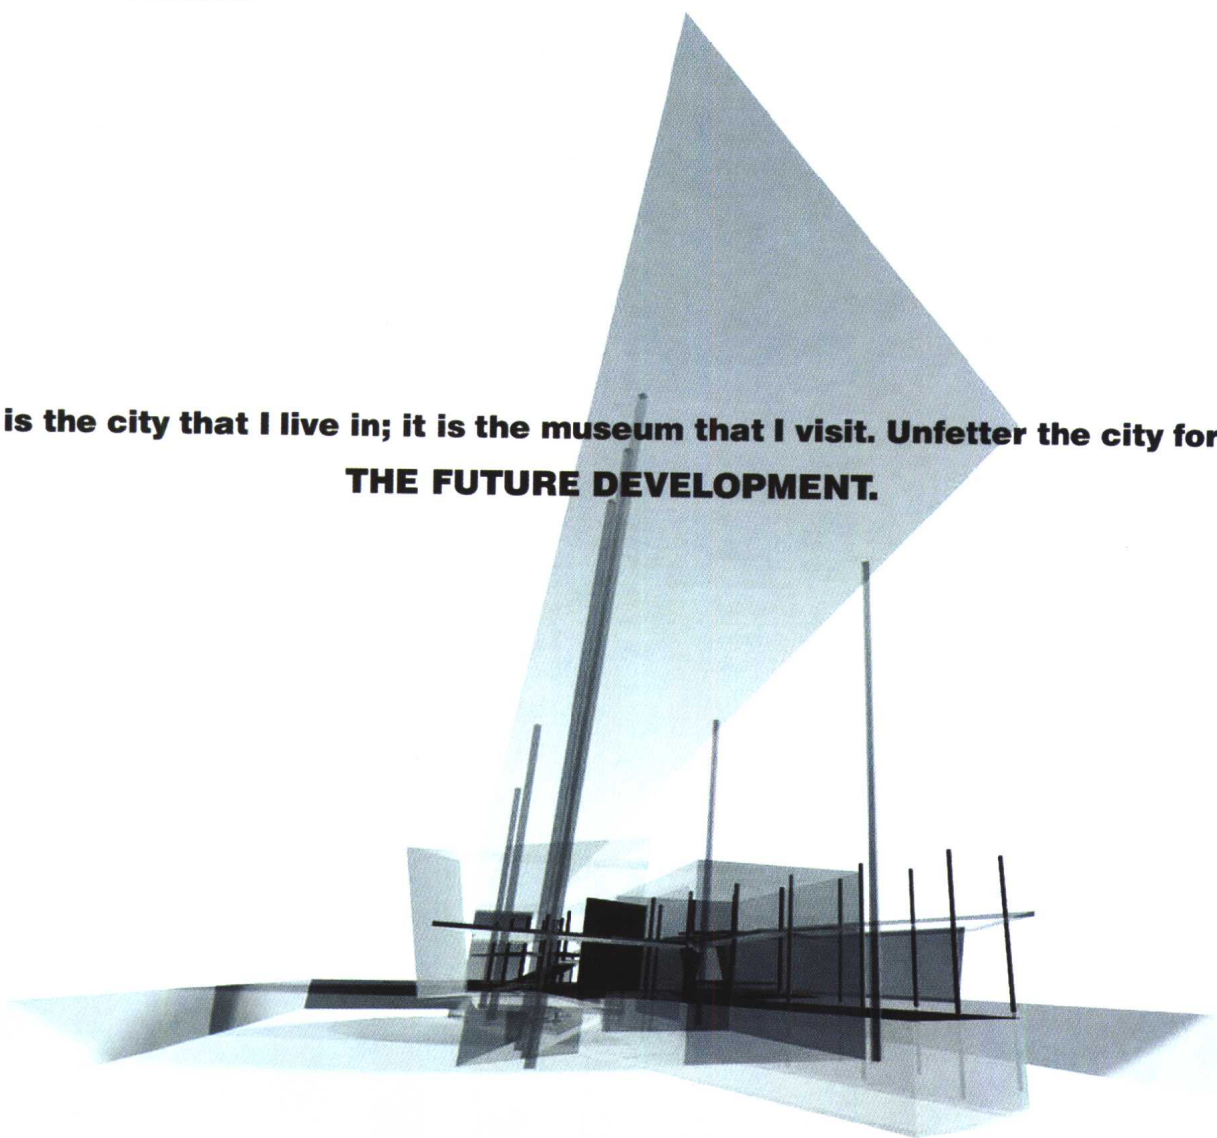 is the city that I live in; it is the museum that I visit. Unfetter the city for
THE FUTURE DEVELOPMENT.